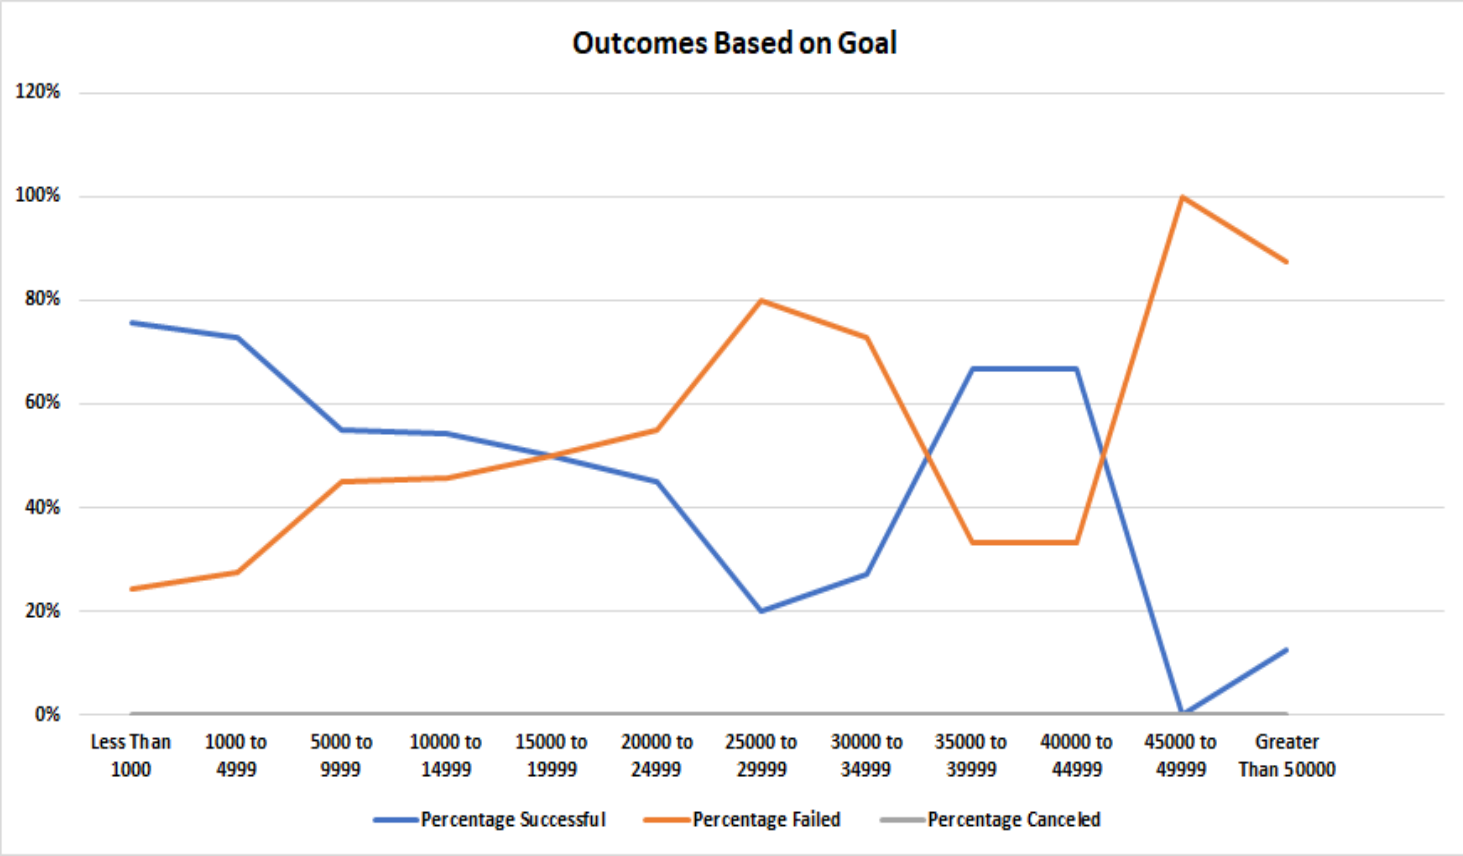 Outcomes Based on Goal
120%
100%
80%
60%
40%
20%
0%
Less Than 1000 to 5000 to 10000 to 15000 to 20000 to 25000 to 30000 to 35000 to 40000 to 45000 to Greater
1000 4999 9999 14999 19999 24999 29999 34999 39999 44999 49999 Than 50000
Percentage Successful Percentage Failed Percentage Canceled